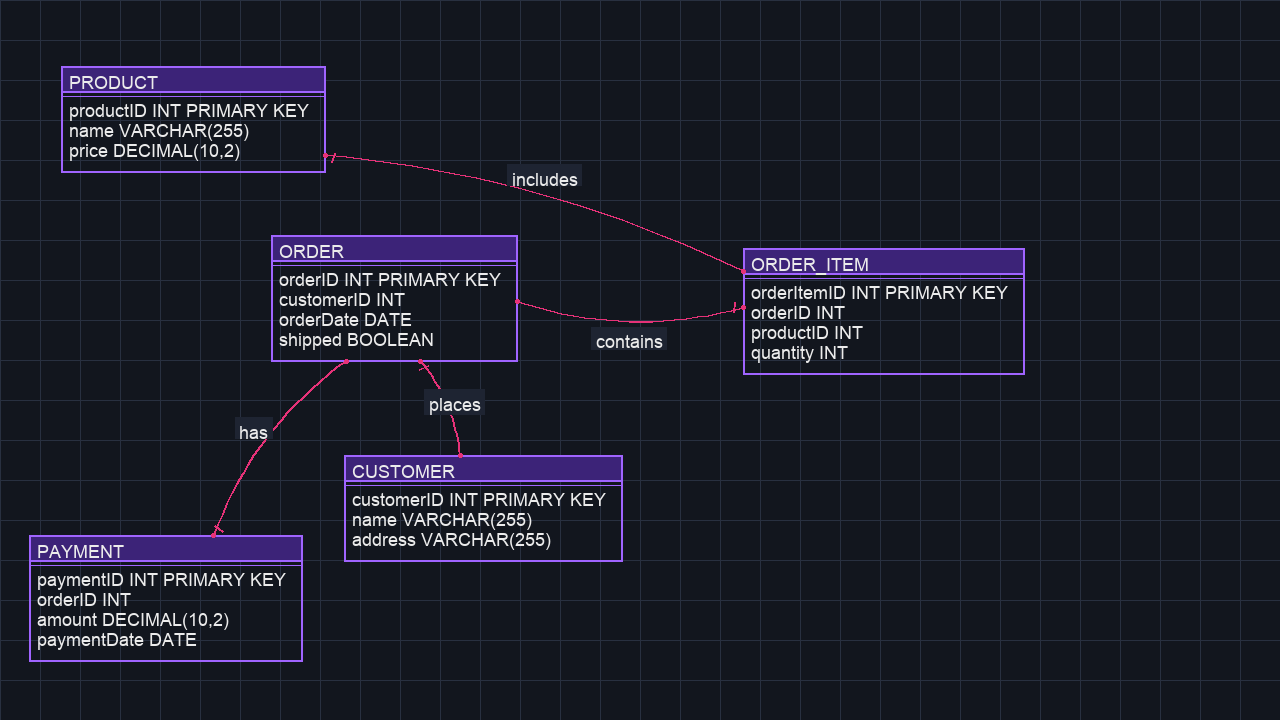 PRODUCT
productID INT PRIMARY KEY
name VARCHAR(255)
price DECIMAL(10,2)
includes
ORDER
orderID INT PRIMARY KEY
customerID INT
orderDate DATE
shipped BOOLEAN
ORDER_ITEM
orderItemID INT PRIMARY KEY
orderID INT
productID INT
quantity INT
contains
places
has
CUSTOMER
customerID INT PRIMARY KEY
name VARCHAR(255)
address VARCHAR(255)
PAYMENT
paymentID INT PRIMARY KEY
orderID INT
amount DECIMAL(10,2)
paymentDate DATE